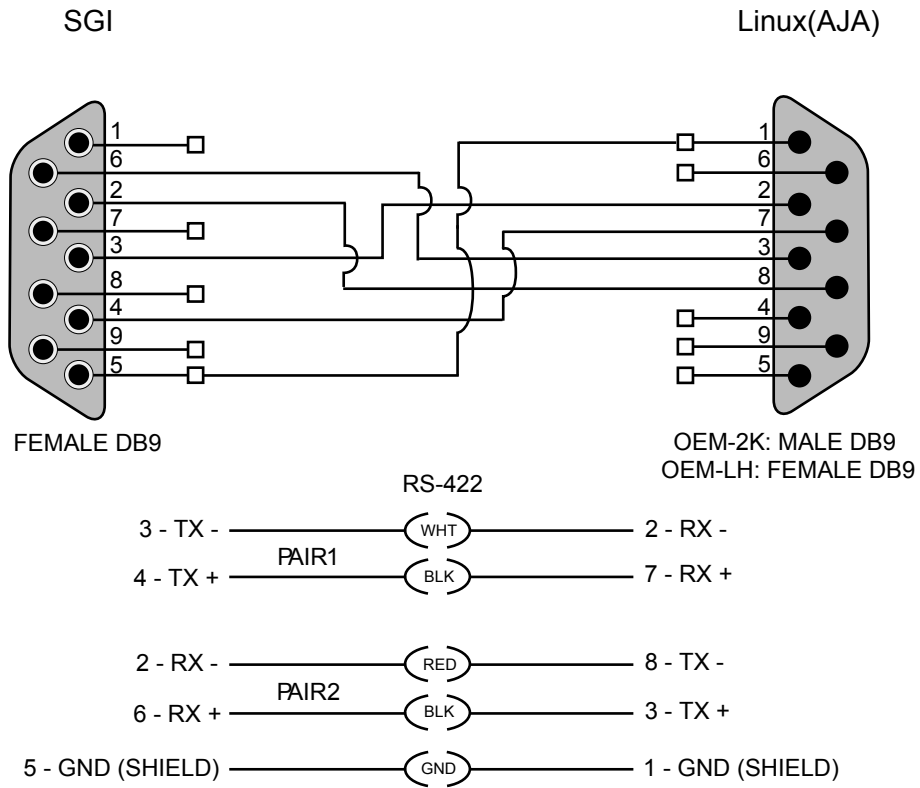 SGI
Linux(AJA)
1
6
2
7
3
8
4
9
5
1
6
2
7
3
8
4
9
5
FEMALE DB9
OEM-2K: MALE DB9
OEM-LH: FEMALE DB9
RS-422
3 - TX - WHT 2 - RX -
PAIR1
4 - TX + BLK 7 - RX +
2 - RX - RED 8 - TX -
PAIR2
6 - RX + BLK 3 - TX +
5 - GND (SHIELD) GND 1 - GND (SHIELD)